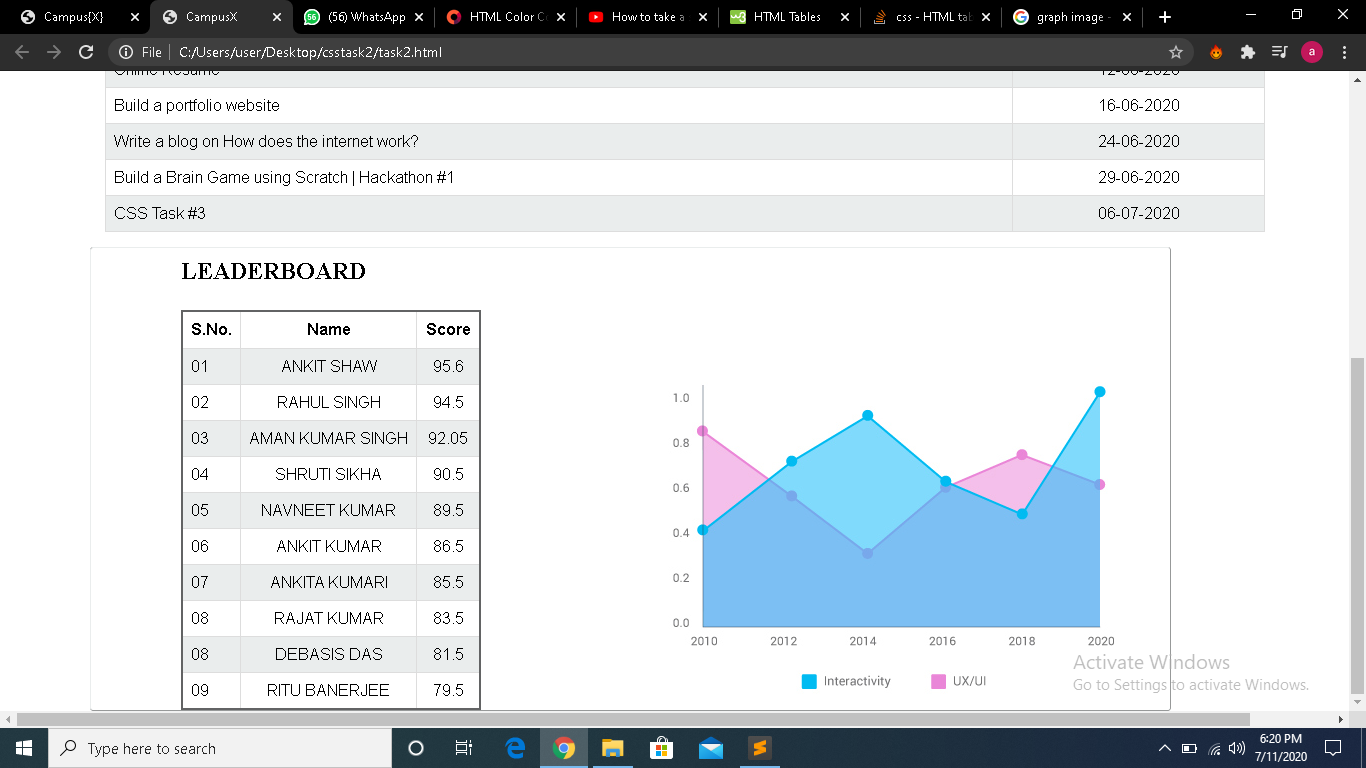 Campus{X} CampusX (56) WhatsApp HTML Color C How to take a HTML Tables css - HTML tab graph image -
File C:/Users/user/Desktop/csstask2/task2.html a
Online Resume 12-06-2020
Build a portfolio website 16-06-2020
Write a blog on How does the internet work? 24-06-2020
Build a Brain Game using Scratch | Hackathon #1 29-06-2020
CSS Task #3 06-07-2020
LEADERBOARD
S.No. Name Score
01 ANKIT SHAW 95.6
02 RAHUL SINGH 94.5
03 AMAN KUMAR SINGH 92.05
04 SHRUTI SIKHA 90.5
05 NAVNEET KUMAR 89.5
06 ANKIT KUMAR 86.5
07 ANKITA KUMARI 85.5
08 RAJAT KUMAR 83.5
08 DEBASIS DAS 81.5
09 RITU BANERJEE 79.5
1.0
0.8
0.6
0.4
0.2
0.0
2010 2012 2014 2016 2018 2020
Interactivity UX/UI
Activate Windows
Go to Settings to activate Windows.
Type here to search
6:20 PM
7/11/2020